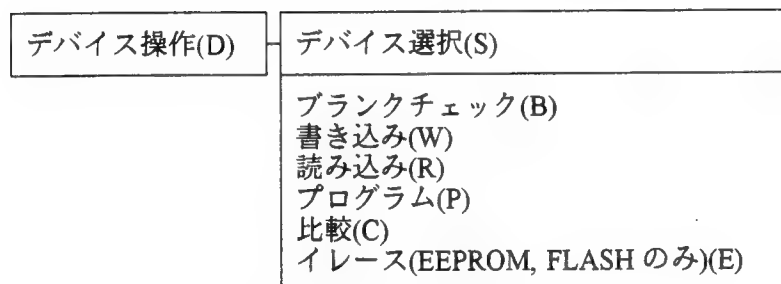 デバイス操作(D)
デバイス選択(S)
ブランクチェック(B)
書き込み(W)
読み込み(R)
プログラム(P)
比較(C)
イレース(EEPROM, FLASH のみ)(E)